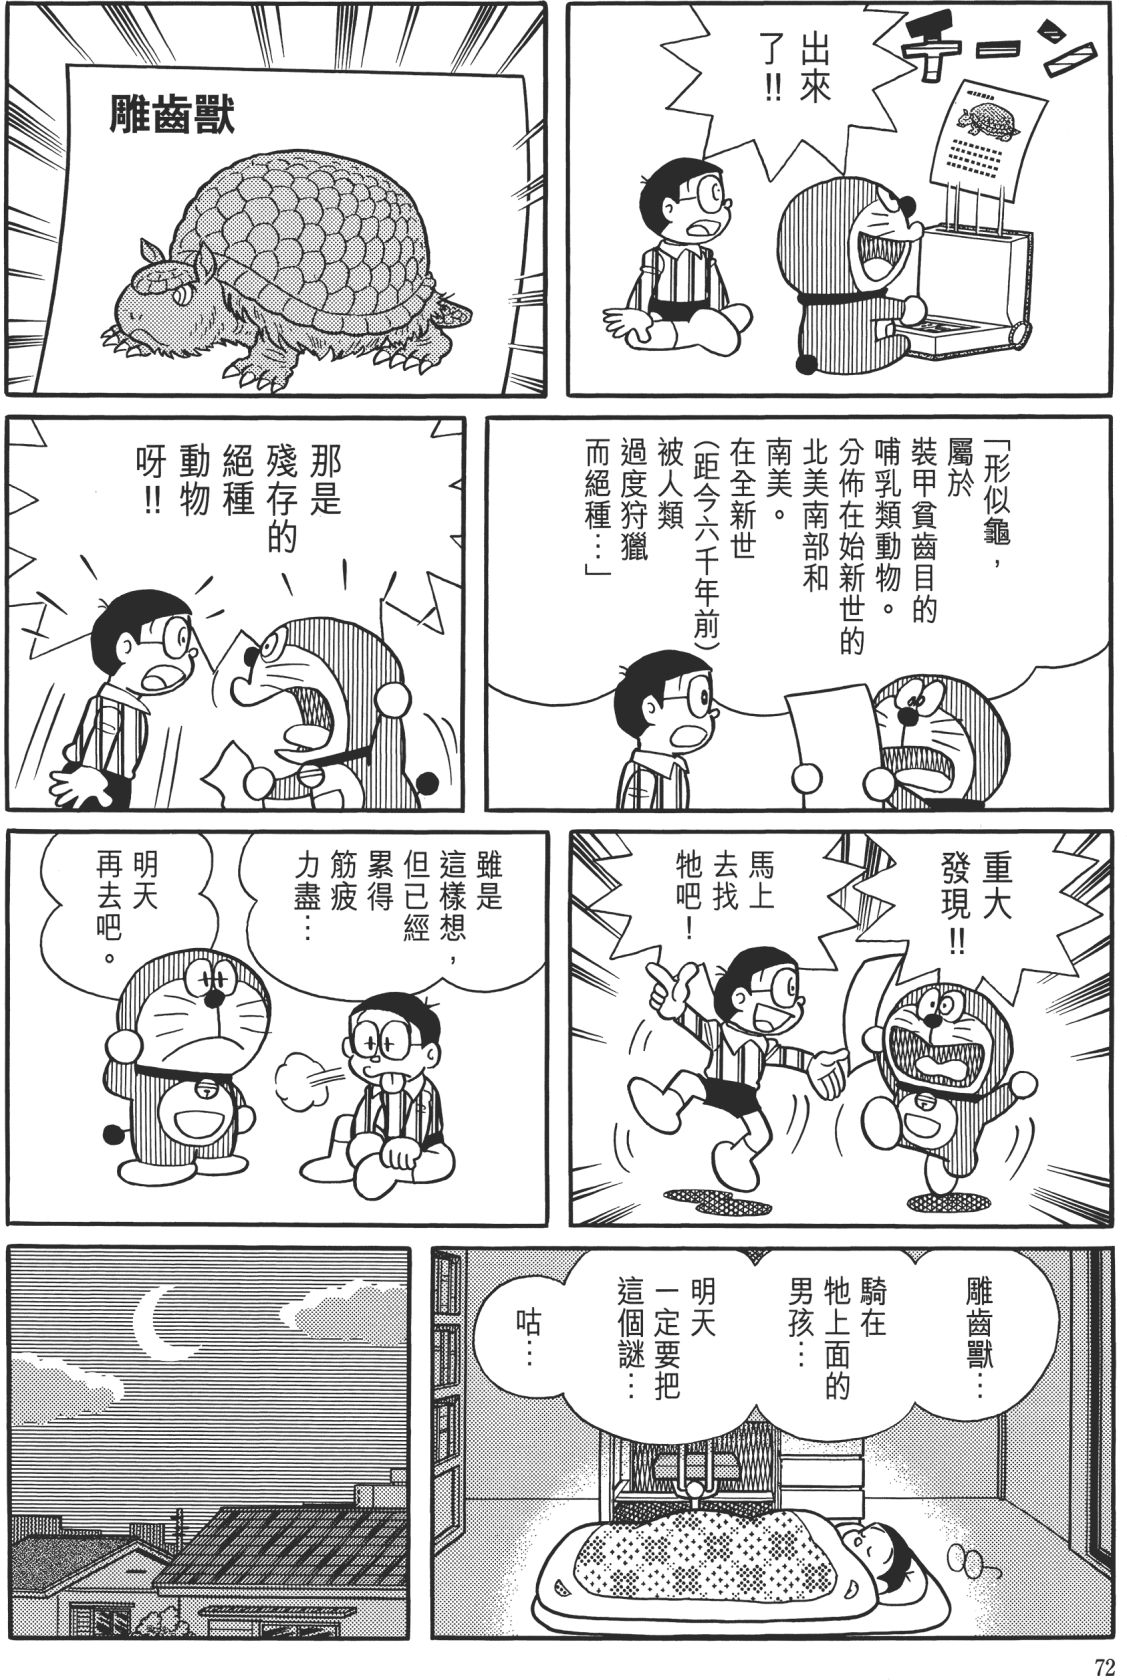 チーン
出來
了!!
雕齒獸
「形似龜，
屬於
裝甲貧齒目的
哺乳類動物。
分佈在始新世的
北美南部和
南美。
在全新世
（距今六千年前）
被人類
過度狩獵
而絕種…」
那是
殘存的
絕種
動物
呀!!
重大
發現!!
馬上
去找
牠吧！
雖是
這樣想，
但已經
累得
筋疲
力盡…
明天
再去吧。
雕齒獸…
騎在
牠上面的
男孩…
明天
一定要把
這個謎…
咕…
72